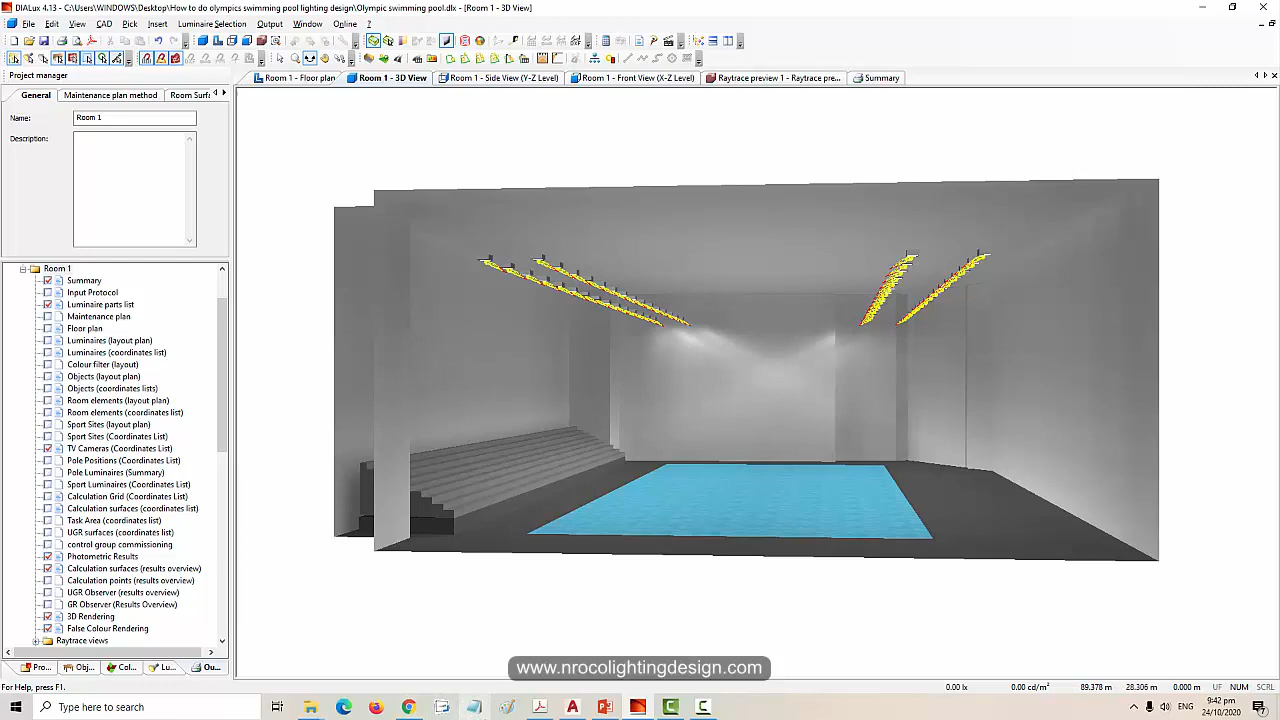 DIALux 4.13 - C:\Users\WINDOWS\Desktop\How to do olympics swimming pool lighting design\Olympic swimming pool.dlx - [Room 1 - 3D View]
File Edit View CAD Pick Insert Luminaire Selection Output Window Online ?
Project manager
Room 1 - Floor plan
Room 1 - 3D View
Room 1 - Side View (Y-Z Level)
Room 1 - Front View (X-Z Level)
Raytrace preview 1 - Raytrace pre...
Summary
General Maintenance plan method Room Surf
Name: Room 1
Description:
Room 1
Summary
Input Protocol
Luminaire parts list
Maintenance plan
Floor plan
Luminaires (layout plan)
Luminaires (coordinates list)
Colour filter (layout)
Objects (layout plan)
Objects (coordinates lists)
Room elements (layout plan)
Room elements (coordinates list)
Sport Sites (layout plan)
Sport Sites (Coordinates List)
TV Cameras (Coordinates List)
Pole Positions (Coordinates List)
Pole Luminaires (Summary)
Sport Luminaires (Coordinates List)
Calculation Grid (Coordinates List)
Calculation surfaces (coordinates list)
Task Area (coordinates list)
UGR surfaces (coordinates list)
control group commissioning
Photometric Results
Calculation surfaces (results overview)
Calculation points (results overview)
UGR Observer (results overview)
GR Observer (Results Overview)
3D Rendering
False Colour Rendering
Raytrace views
Pro... Obj... Col... Lu... Ou...
www.nrocolightingdesign.com
For Help, press F1.
0.00 lx 0.00 cd/m² 89.378 m 28.306 m 0.000 m UF NUM SCRL
Type here to search
ENG
9:42 pm
24/10/2020